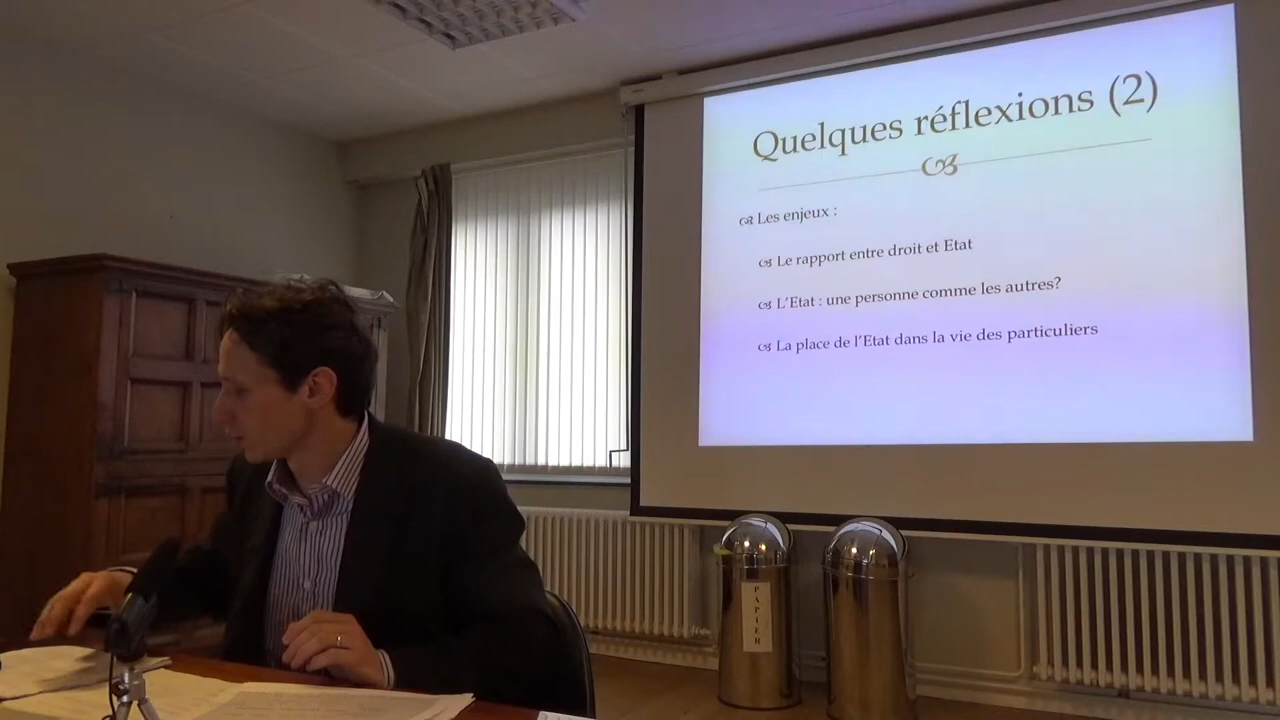 Quelques réflexions (2)
Les enjeux :
Le rapport entre droit et Etat
L'Etat : une personne comme les autres?
La place de l'Etat dans la vie des particuliers
PAPIER